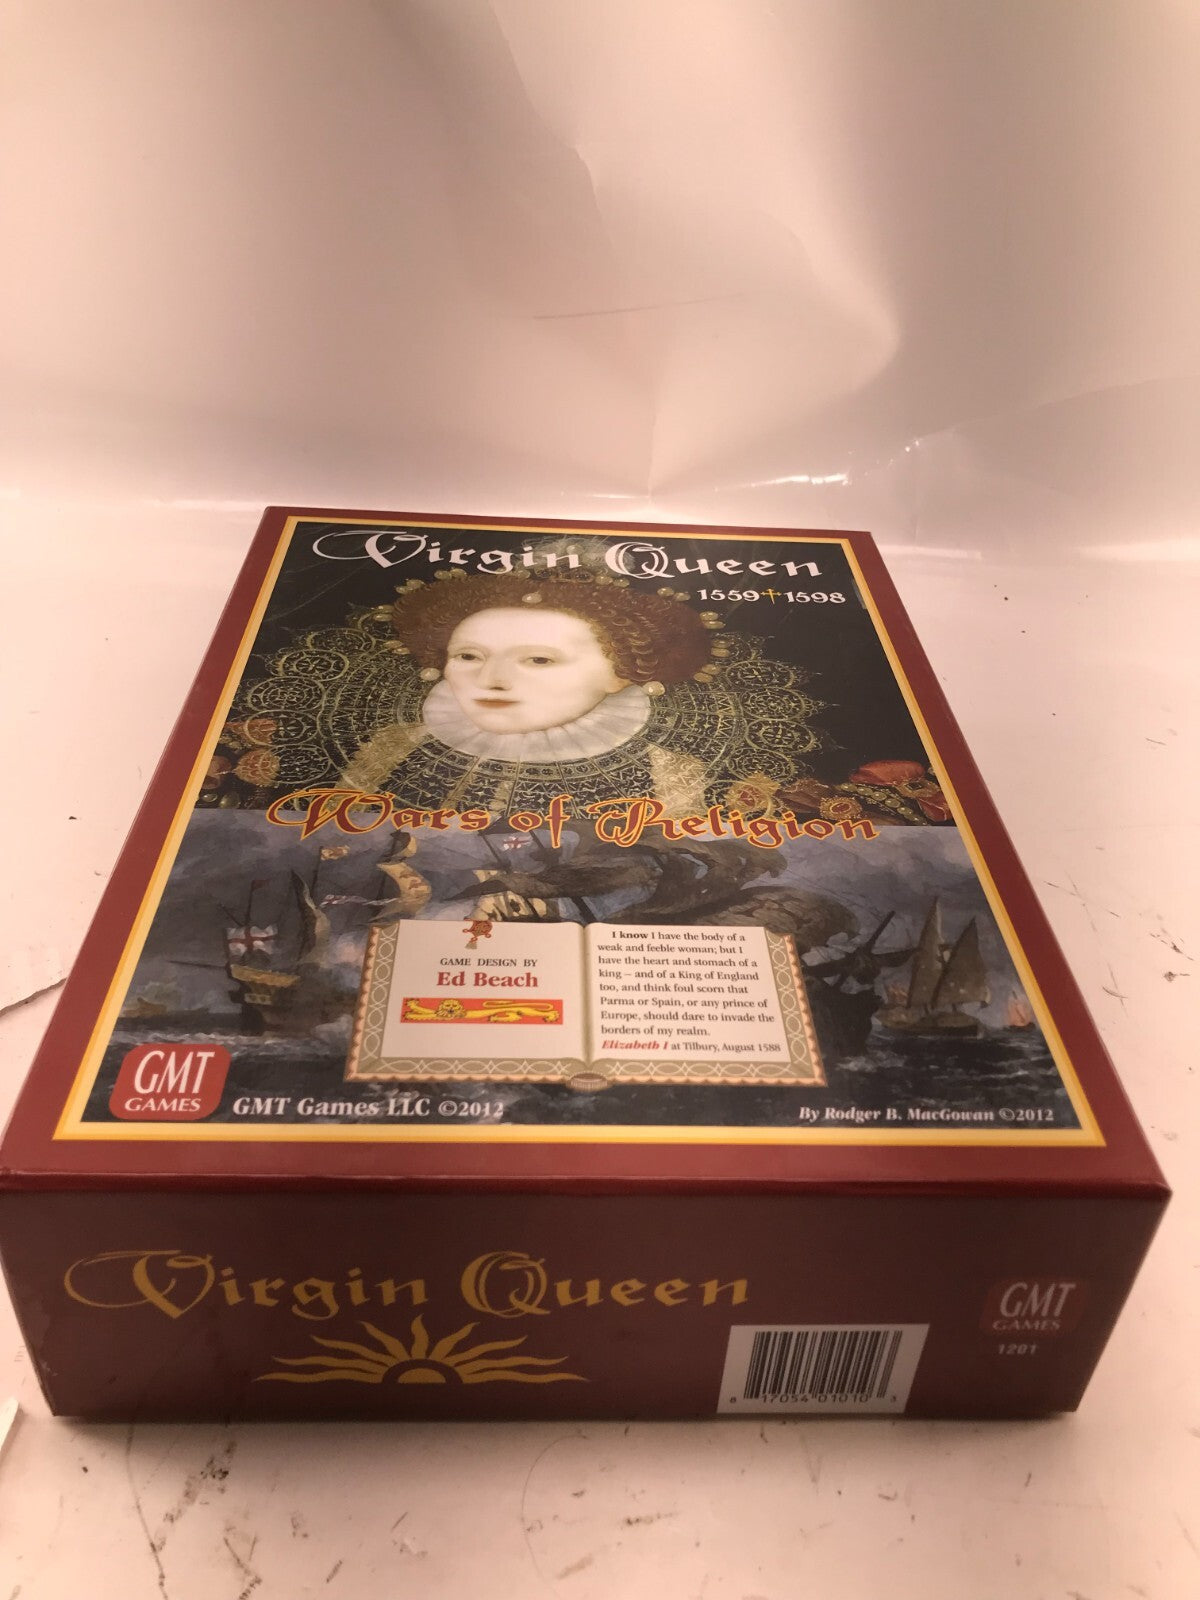 Virgin Queen
1559†1598
Wars of Religion
GAME DESIGN BY
Ed Beach
I know I have the body of a
weak and feeble woman; but I
have the heart and stomach of a
king – and of a King of England
too, and think foul scorn that
Parma or Spain, or any prince of
Europe, should dare to invade the
borders of my realm.
Elizabeth I at Tilbury, August 1588
GMT
GAMES
GMT Games LLC ©2012
By Rodger B. MacGowan ©2012
Virgin Queen
GMT
GAMES
1201
8 17054 01010 3